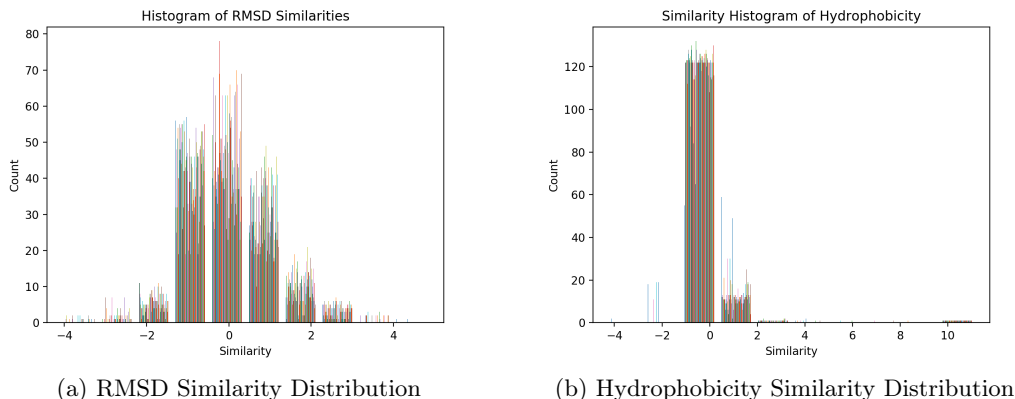 Histogram of RMSD Similarities
80
70
60
50
40
30
20
10
0
Count
−4 −2 0 2 4
Similarity
(a) RMSD Similarity Distribution
Similarity Histogram of Hydrophobicity
120
100
80
60
40
20
0
Count
−4 −2 0 2 4 6 8 10
Similarity
(b) Hydrophobicity Similarity Distribution